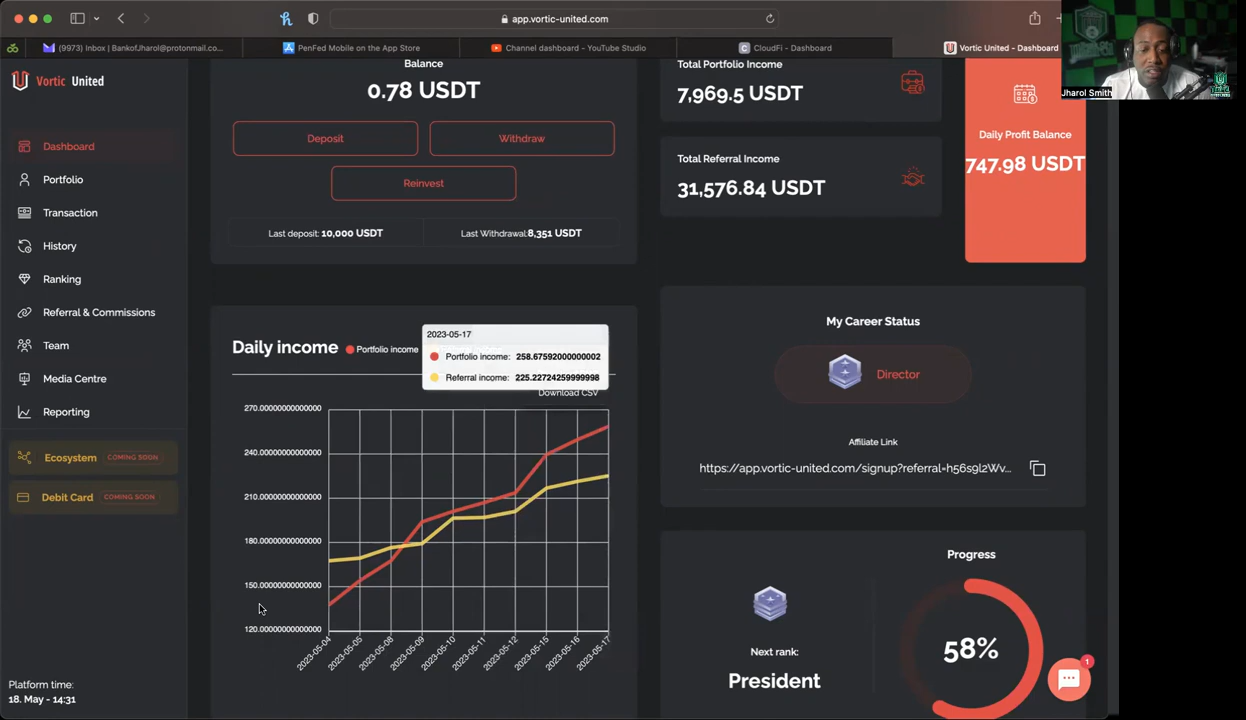 app.vortic-united.com
(9973) Inbox | BankofJharol@protonmail.co...
PenFed Mobile on the App Store
Channel dashboard - YouTube Studio
C CloudFi - Dashboard
Vortic United - Dashboard
Jharol Smith
Vortic United
Dashboard
Portfolio
Transaction
History
Ranking
Referral & Commissions
Team
Media Centre
Reporting
Ecosystem COMING SOON
Debit Card COMING SOON
Platform time:
18. May - 14:31
Balance
0.78 USDT
Deposit
Withdraw
Reinvest
Last deposit: 10,000 USDT
Last Withdrawal:8,351 USDT
Total Portfolio Income
7,969.5 USDT
Total Referral Income
31,576.84 USDT
Daily Profit Balance
747.98 USDT
Daily income
Portfolio income
2023-05-17
Portfolio income: 258.67592000000002
Referral income: 225.22724259999998
Download CSV
270.00000000000000
240.00000000000000
210.00000000000000
180.00000000000000
150.00000000000000
120.00000000000000
2023-05-04
2023-05-05
2023-05-08
2023-05-09
2023-05-10
2023-05-11
2023-05-12
2023-05-15
2023-05-16
2023-05-17
My Career Status
Director
Affiliate Link
https://app.vortic-united.com/signup?referral=h56s9l2Wv...
Progress
Next rank:
President
58%
1